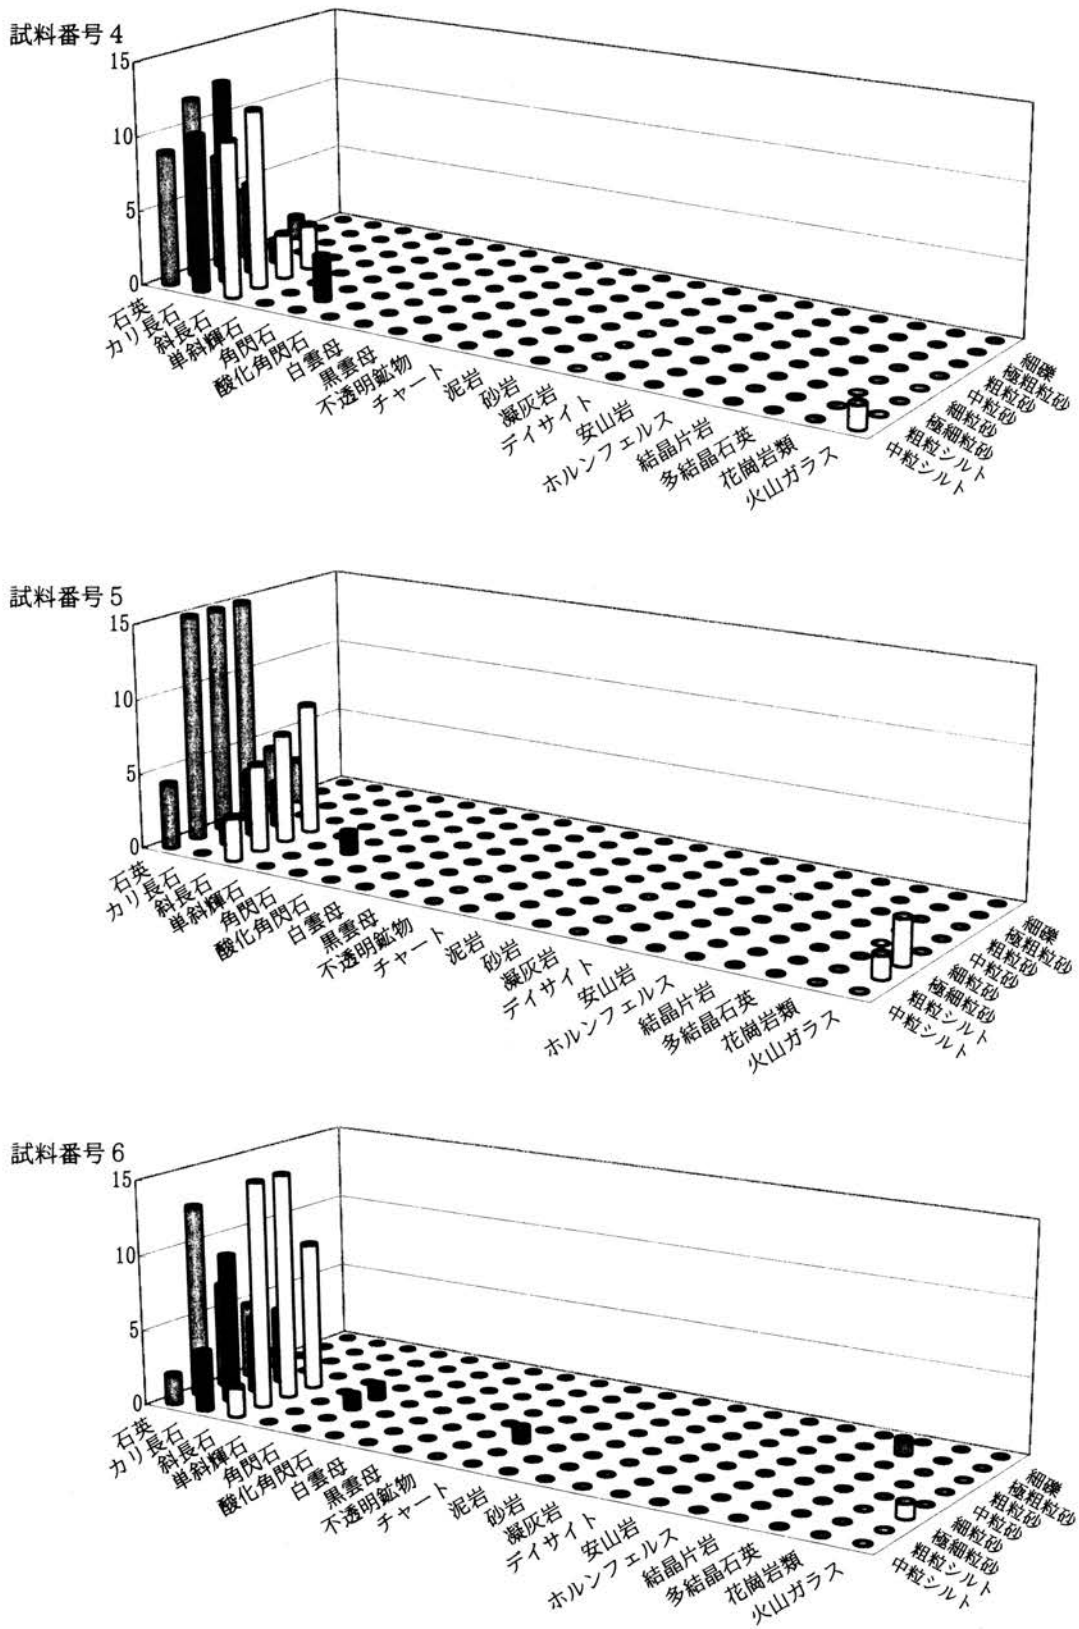 試料番号4
15
10
5
0
石英
カリ長石
斜長石
単斜輝石
角閃石
酸化角閃石
白雲母
黒雲母
不透明鉱物
チャート
泥岩
砂岩
凝灰岩
デイサイト
安山岩
ホルンフェルス
結晶片岩
多結晶石英
花崗岩類
火山ガラス
細礫
極粗粒砂
粗粒砂
中粒砂
細粒砂
極細粒砂
粗粒シルト
中粒シルト
試料番号5
15
10
5
0
石英
カリ長石
斜長石
単斜輝石
角閃石
酸化角閃石
白雲母
黒雲母
不透明鉱物
チャート
泥岩
砂岩
凝灰岩
デイサイト
安山岩
ホルンフェルス
結晶片岩
多結晶石英
花崗岩類
火山ガラス
細礫
極粗粒砂
粗粒砂
中粒砂
細粒砂
極細粒砂
粗粒シルト
中粒シルト
試料番号6
15
10
5
0
石英
カリ長石
斜長石
単斜輝石
角閃石
酸化角閃石
白雲母
黒雲母
不透明鉱物
チャート
泥岩
砂岩
凝灰岩
デイサイト
安山岩
ホルンフェルス
結晶片岩
多結晶石英
花崗岩類
火山ガラス
細礫
極粗粒砂
粗粒砂
中粒砂
細粒砂
極細粒砂
粗粒シルト
中粒シルト